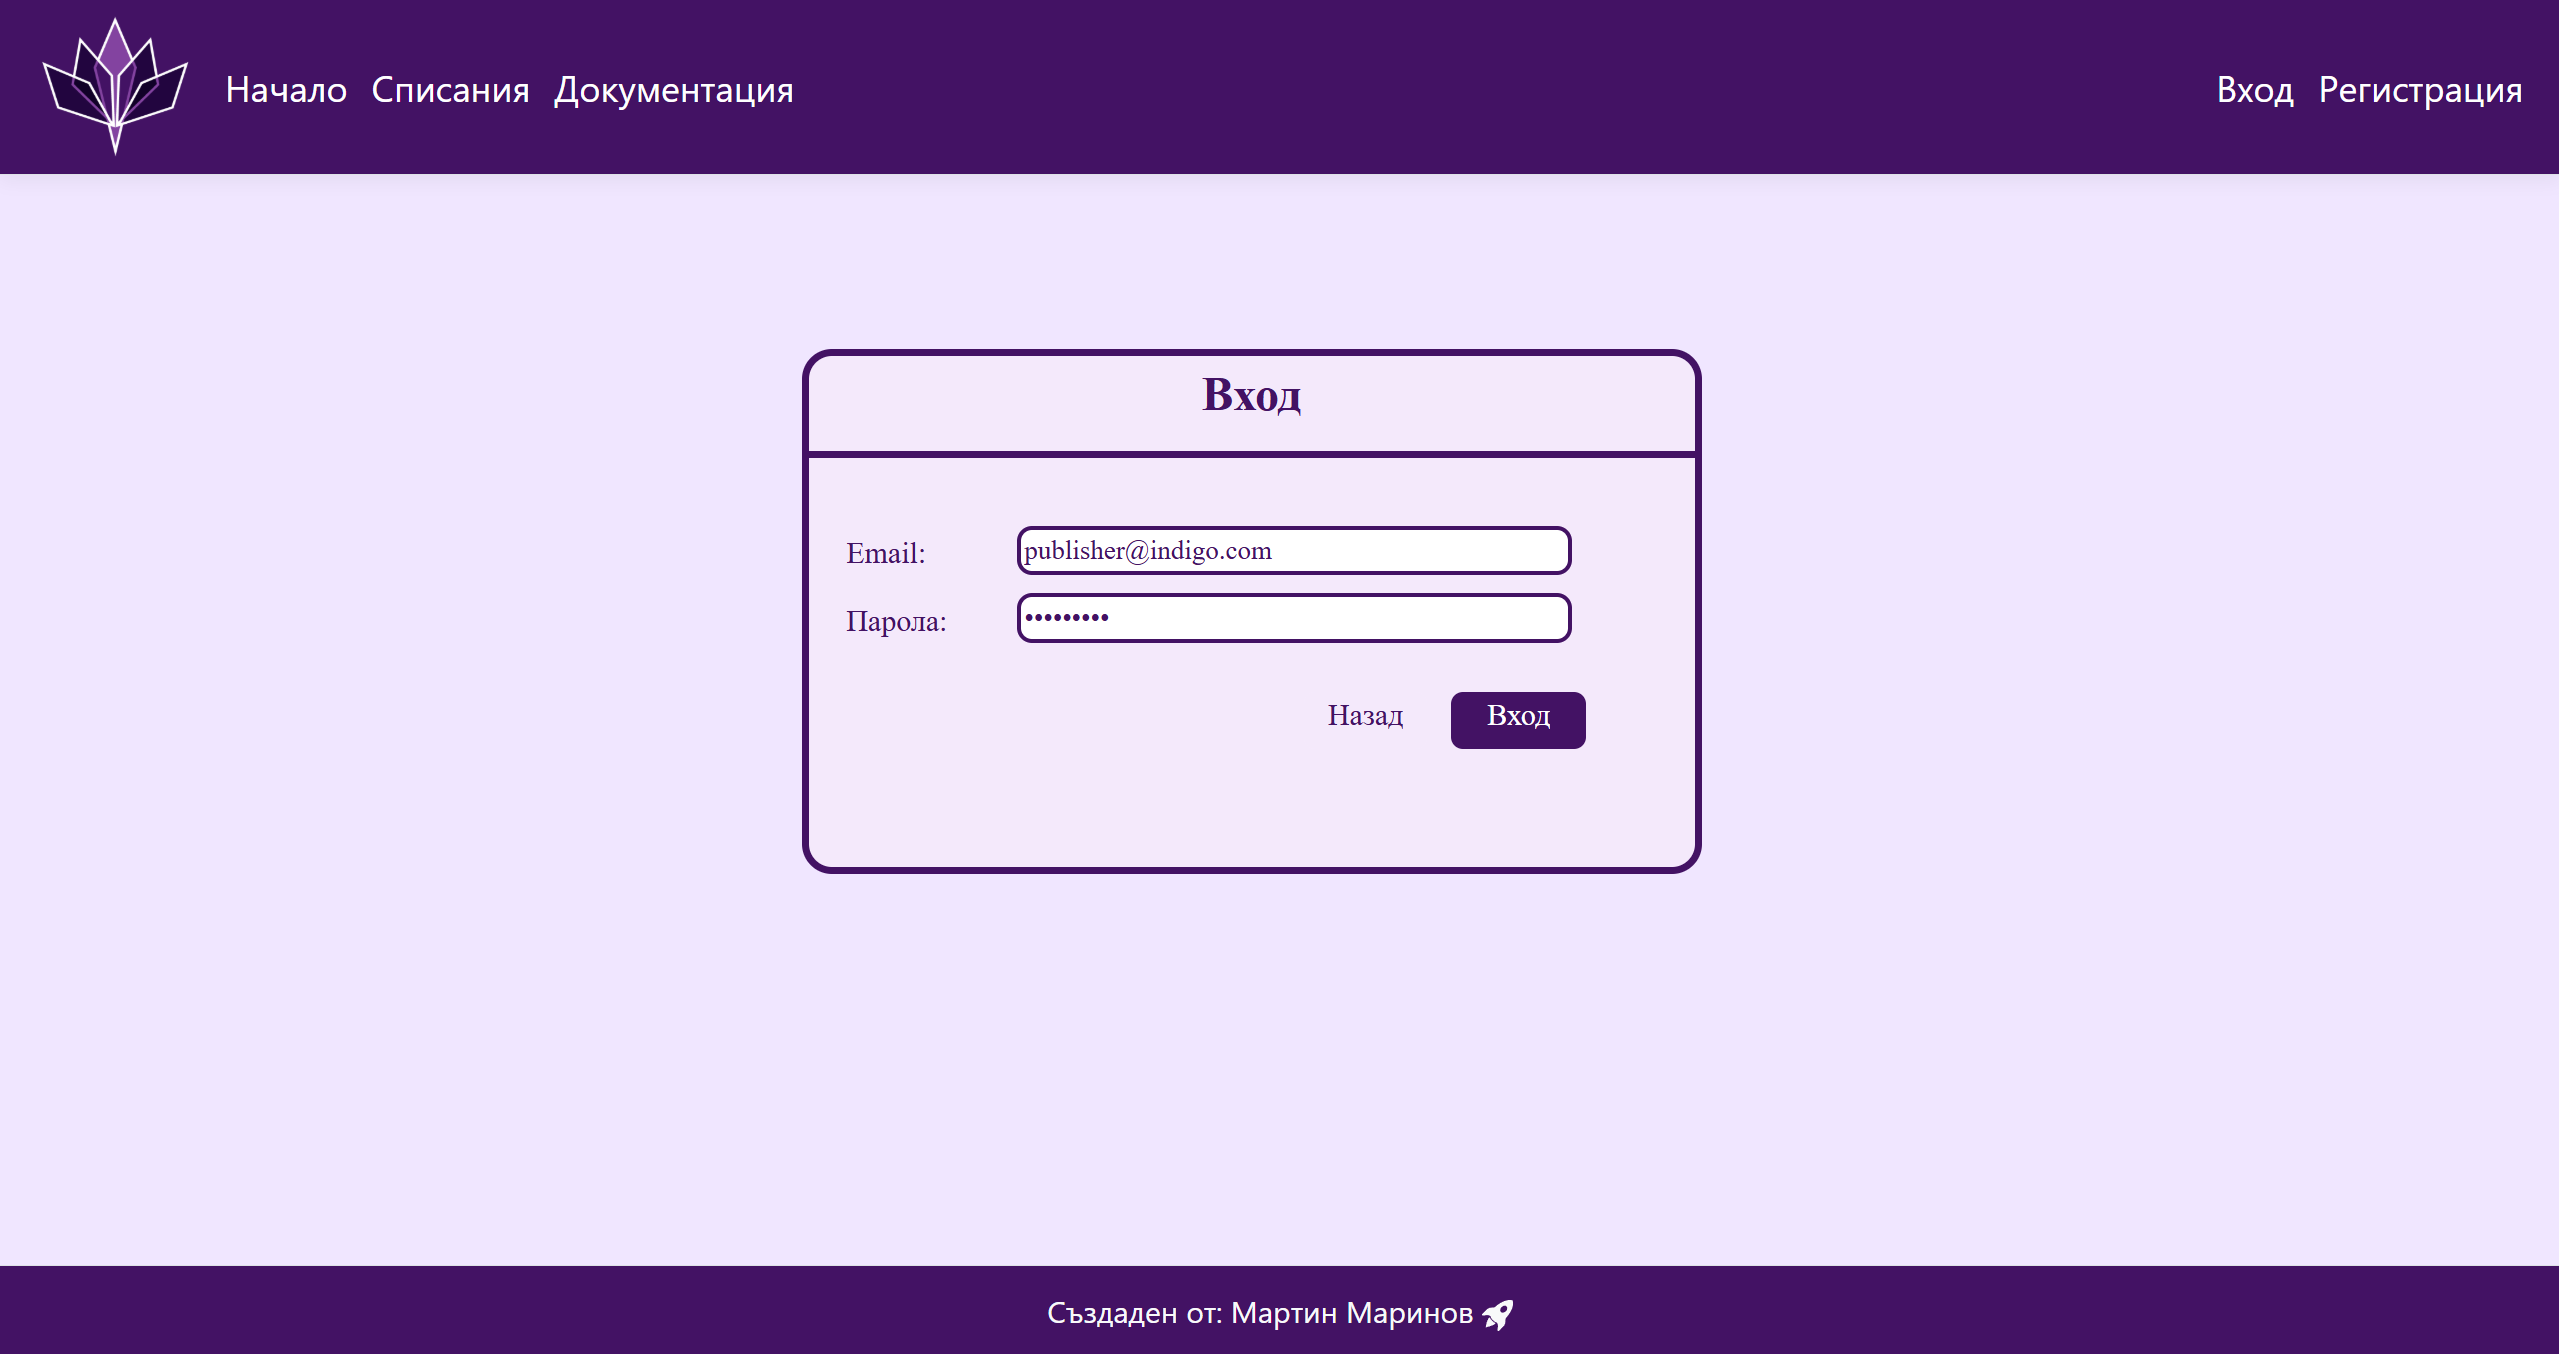 Начало Списания Документация Вход Регистрация
Вход
Email: publisher@indigo.com
Парола: •••••••••
Назад Вход
Създаден от: Мартин Маринов